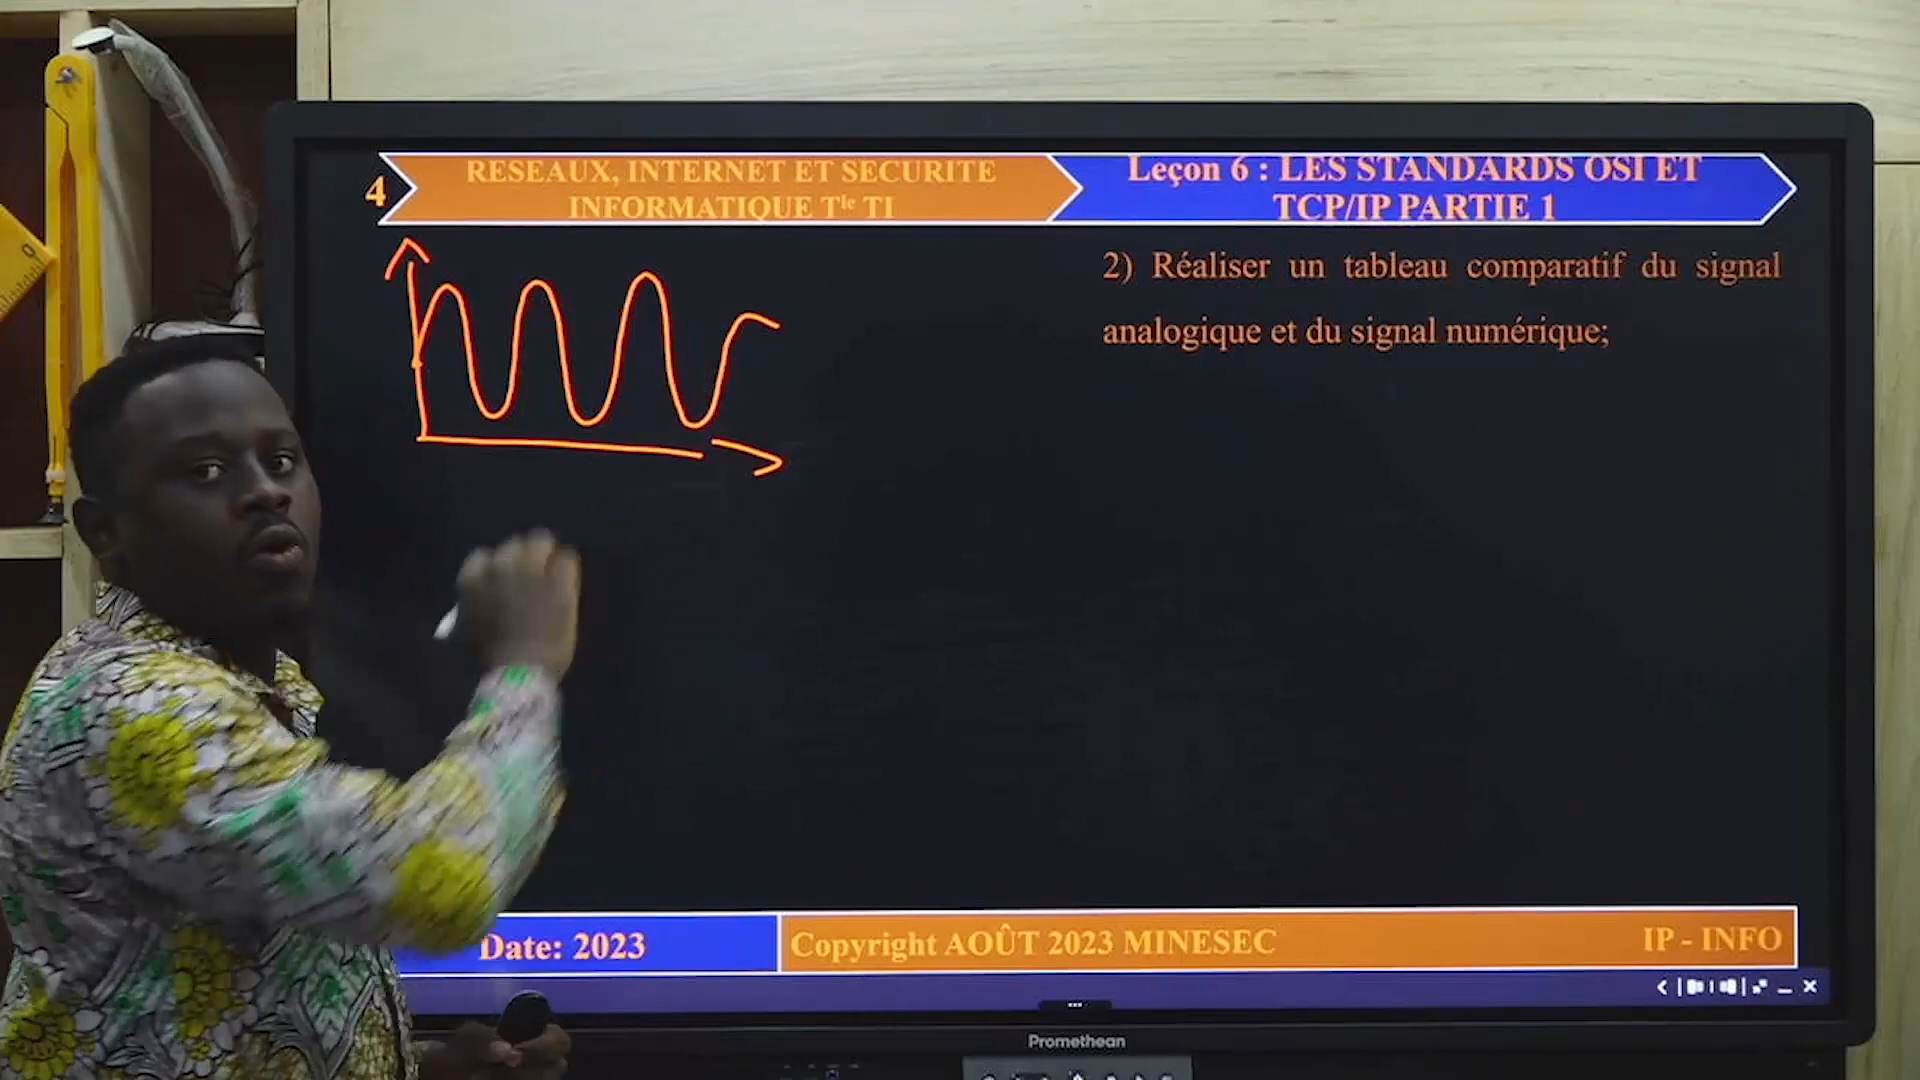 4
RESEAUX, INTERNET ET SECURITE
INFORMATIQUE Tle TI
Leçon 6 : LES STANDARDS OSI ET
TCP/IP PARTIE 1
2) Réaliser un tableau comparatif du signal
analogique et du signal numérique;
Date: 2023
Copyright AOÛT 2023 MINESEC
IP - INFO
Promethean
0